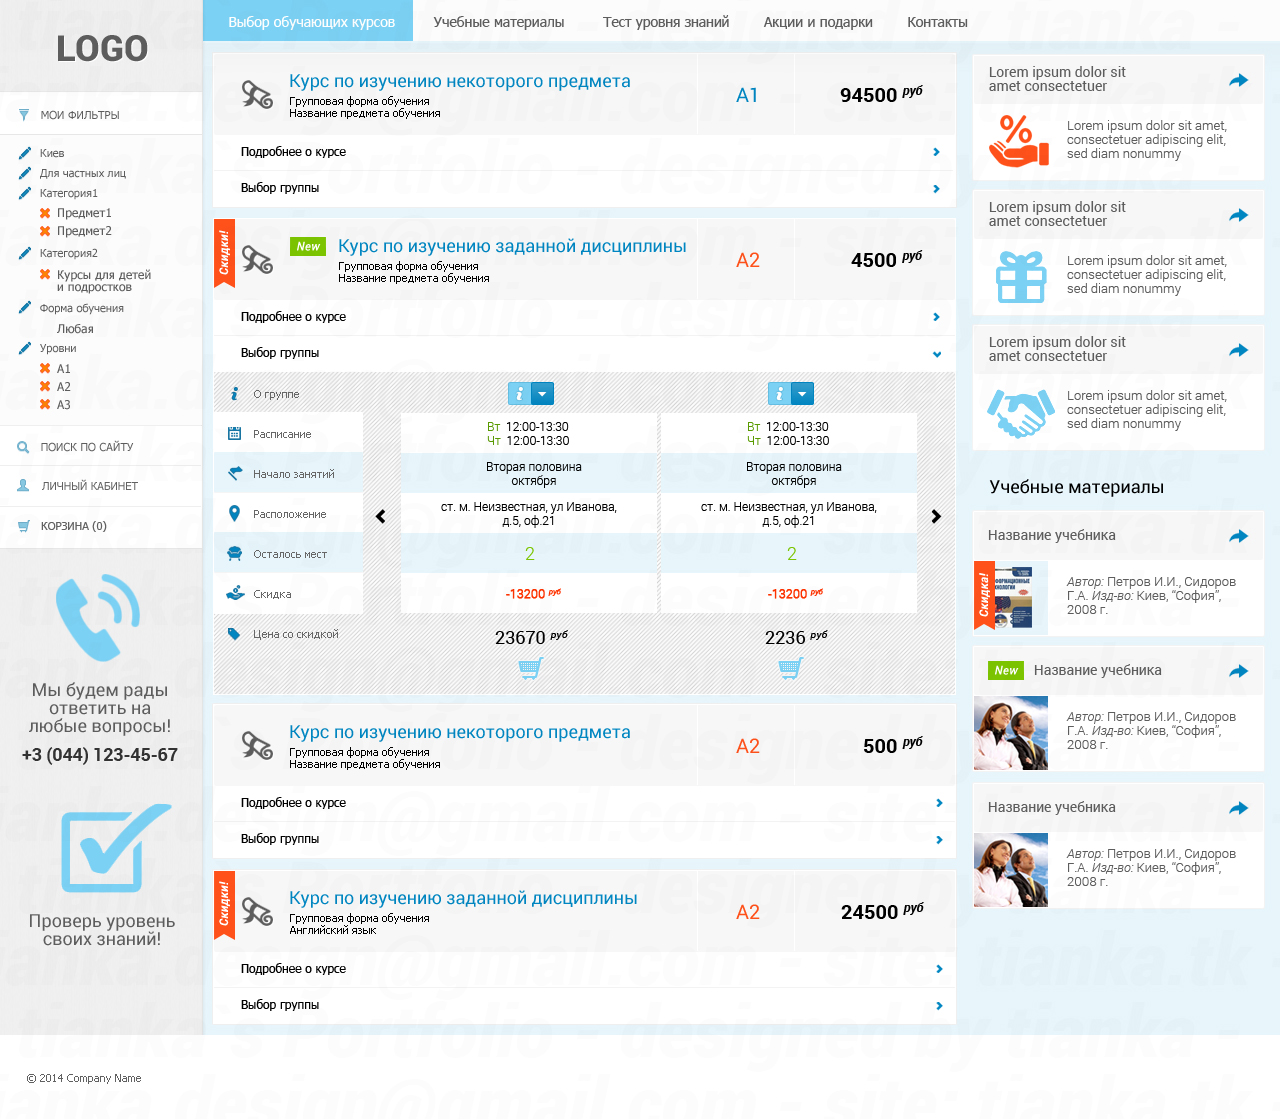 LOGO
МОИ ФИЛЬТРЫ
Киев
Для частных лиц
Категория1
Предмет1
Предмет2
Категория2
Курсы для детей
и подростков
Форма обучения
Любая
Уровни
A1
A2
A3
ПОИСК ПО САЙТУ
ЛИЧНЫЙ КАБИНЕТ
КОРЗИНА (0)
Мы будем рады
ответить на
любые вопросы!
+3 (044) 123-45-67
Проверь уровень
своих знаний!
Выбор обучающих курсов
Учебные материалы
Тест уровня знаний
Акции и подарки
Контакты
Курс по изучению некоторого предмета
Групповая форма обучения
Название предмета обучения
A1
94500 руб
Подробнее о курсе
Выбор группы
Скидки!
New
Курс по изучению заданной дисциплины
Групповая форма обучения
Название предмета обучения
A2
4500 руб
Подробнее о курсе
Выбор группы
О группе
Расписание
Вт 12:00-13:30
Чт 12:00-13:30
Вт 12:00-13:30
Чт 12:00-13:30
Начало занятий
Вторая половина
октября
Вторая половина
октября
Расположение
ст. м. Неизвестная, ул Иванова,
д.5, оф.21
ст. м. Неизвестная, ул Иванова,
д.5, оф.21
Осталось мест
2
2
Скидка
-13200 руб
-13200 руб
Цена со скидкой
23670 руб
2236 руб
Курс по изучению некоторого предмета
Групповая форма обучения
Название предмета обучения
A2
500 руб
Подробнее о курсе
Выбор группы
Скидки!
Курс по изучению заданной дисциплины
Групповая форма обучения
Английский язык
A2
24500 руб
Подробнее о курсе
Выбор группы
Lorem ipsum dolor sit
amet consectetuer
Lorem ipsum dolor sit amet,
consectetuer adipiscing elit,
sed diam nonummy
Lorem ipsum dolor sit
amet consectetuer
Lorem ipsum dolor sit amet,
consectetuer adipiscing elit,
sed diam nonummy
Lorem ipsum dolor sit
amet consectetuer
Lorem ipsum dolor sit amet,
consectetuer adipiscing elit,
sed diam nonummy
Учебные материалы
Название учебника
Скидка!
Автор: Петров И.И., Сидоров
Г.А. Изд-во: Киев, “София”,
2008 г.
New
Название учебника
Автор: Петров И.И., Сидоров
Г.А. Изд-во: Киев, “София”,
2008 г.
Название учебника
Автор: Петров И.И., Сидоров
Г.А. Изд-во: Киев, “София”,
2008 г.
© 2014 Company Name